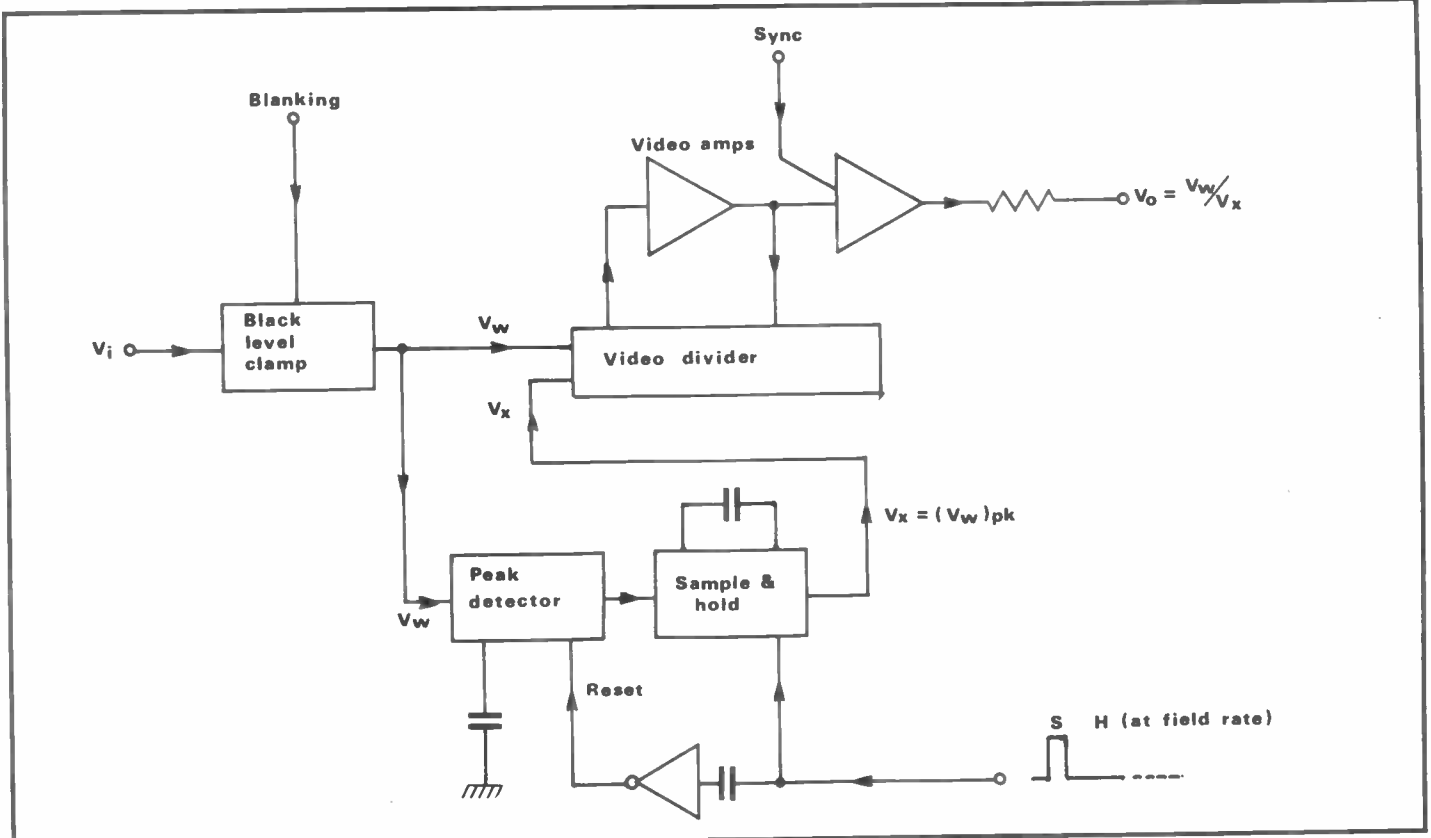 Sync
Blanking
Video amps
Vo = Vw/Vx
Black
level
clamp
Vi
Vw
Video divider
Vx
Vx = (Vw)pk
Peak
detector
Sample &
hold
Vw
Reset
S H (at field rate)